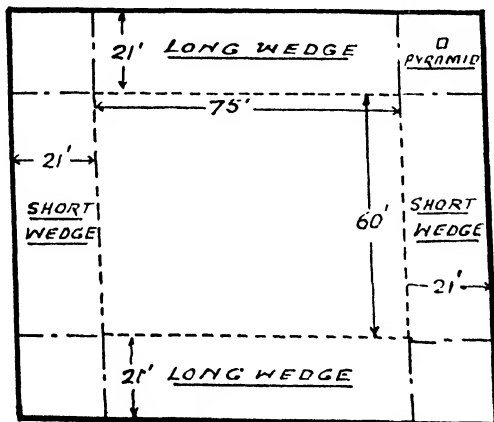 21' LONG WEDGE
□
PYRAMID
75'
21'
SHORT
WEDGE
60'
SHORT
WEDGE
21'
21' LONG WEDGE